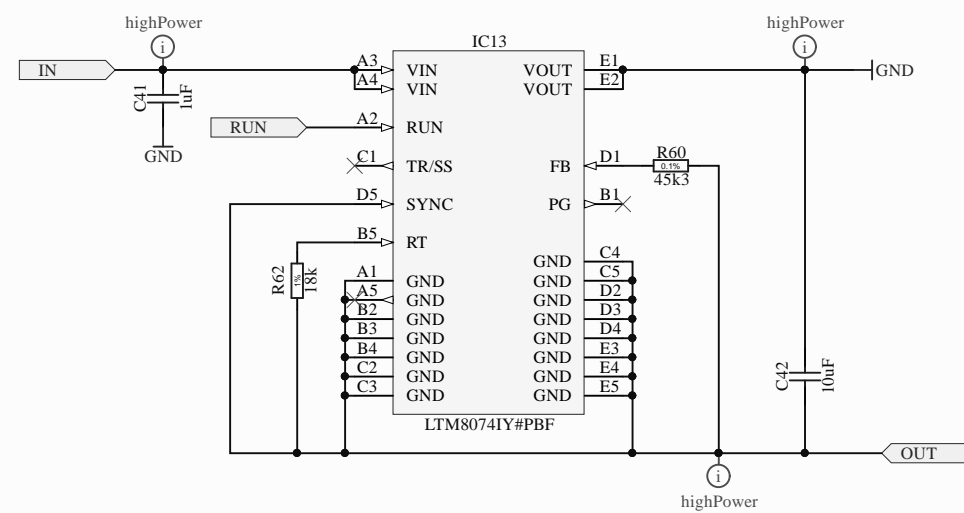 highPower
highPower
IC13
IN
A3
VIN
VOUT
E1
GND
A4
VIN
VOUT
E2
C41
1uF
RUN
A2
RUN
GND
C1
TR/SS
FB
D1
R60
0.1%
45k3
D5
SYNC
PG
B1
B5
RT
R62
1%
18k
GND
C4
A1
GND
GND
C5
A5
GND
GND
D2
B2
GND
GND
D3
B3
GND
GND
D4
B4
GND
GND
E3
C2
GND
GND
E4
C3
GND
GND
E5
C42
10uF
LTM8074IY#PBF
OUT
highPower